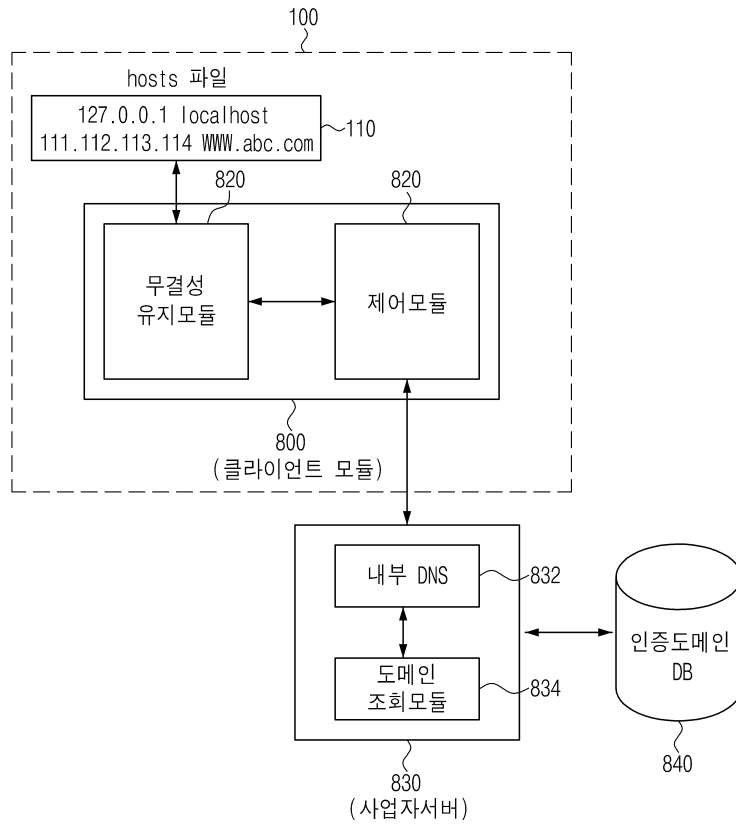 100
hosts 파일
127.0.0.1 localhost
111.112.113.114 WWW.abc.com
110
820
820
무결성
유지모듈
제어모듈
800
(클라이언트 모듈)
내부 DNS
832
도메인
조회모듈
834
인증도메인
DB
830
(사업자서버)
840